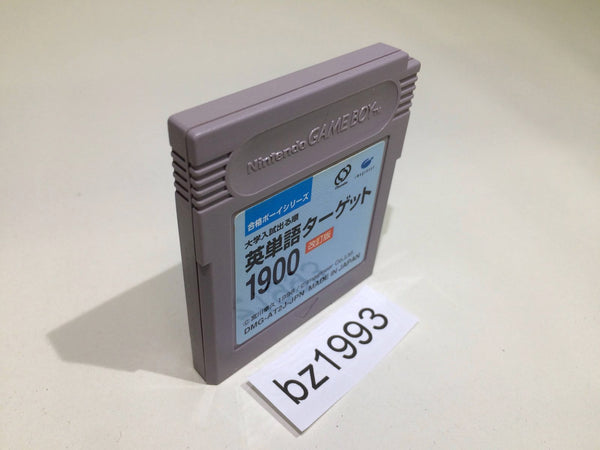 Nintendo GAME BOY
合格ボーイシリーズ
大学入試出る順
英単語ターゲット
1900
改訂版
DMG-AT2J-JPN MADE IN JAPAN
bz1993